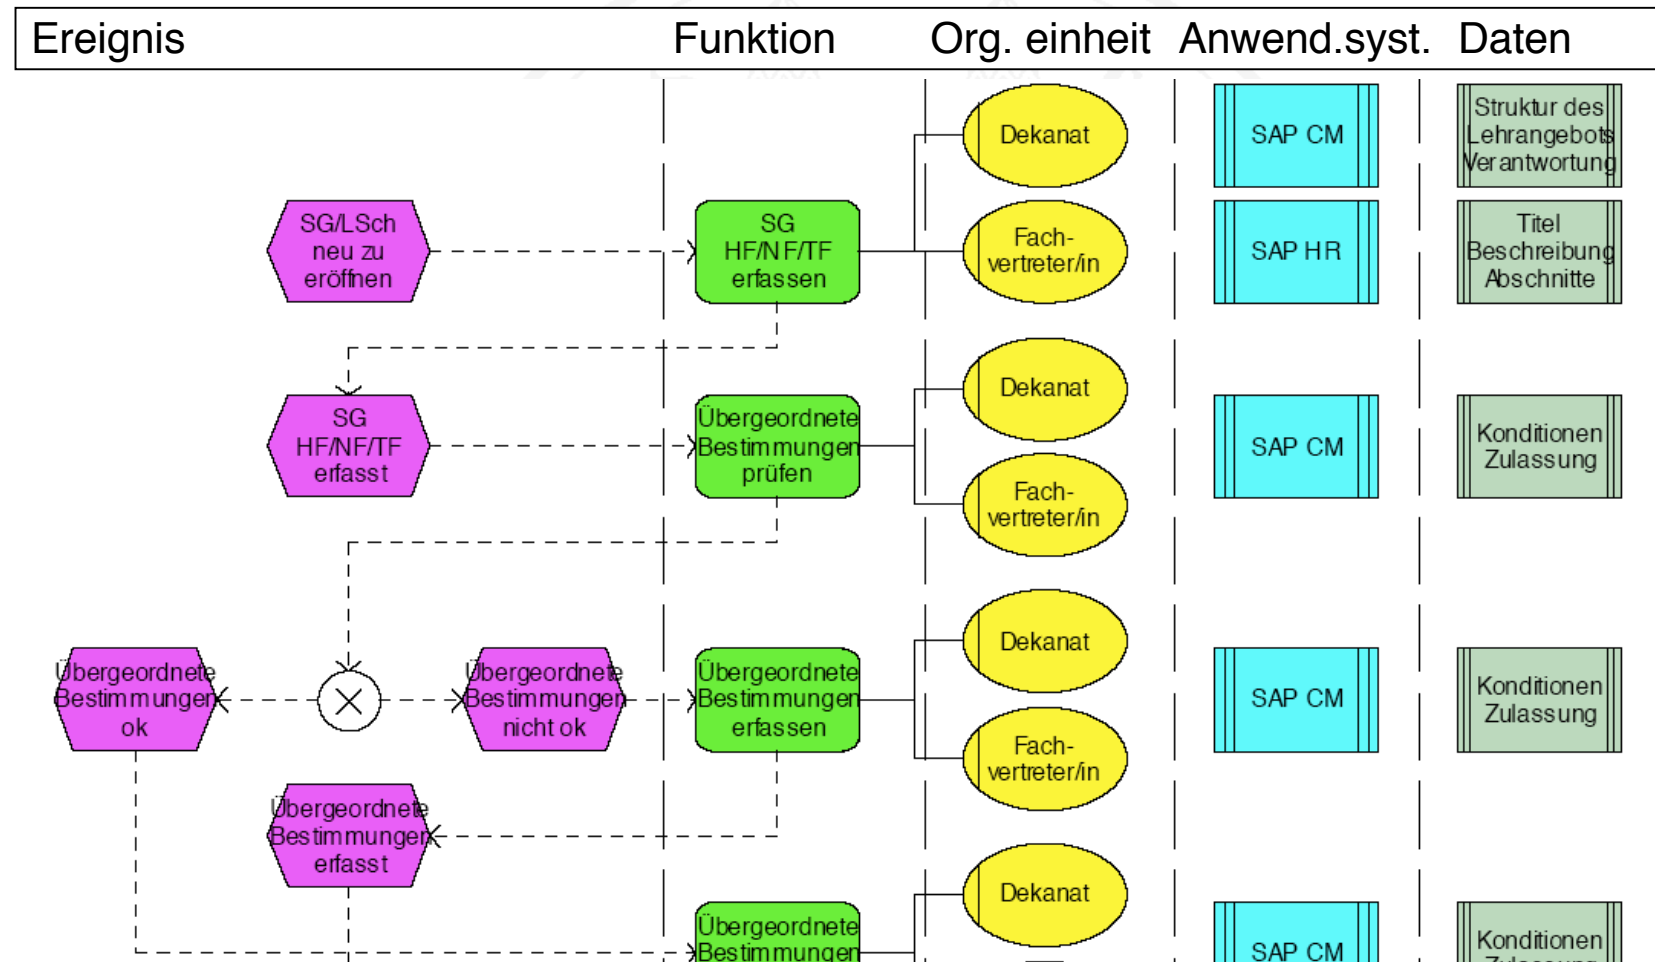 Ereignis Funktion Org. einheit Anwend.syst. Daten
Dekanat
SAP CM
Struktur des
Lehrangebots
Verantwortung
SG/LSch
neu zu
eröffnen
SG
HF/NF/TF
erfassen
Fach-
vertreter/in
SAP HR
Titel
Beschreibung
Abschnitte
Dekanat
SG
HF/NF/TF
erfasst
Übergeordnete
Bestimmungen
prüfen
SAP CM
Konditionen
Zulassung
Fach-
vertreter/in
Dekanat
Übergeordnete
Bestimmungen
ok
Übergeordnete
Bestimmungen
nicht ok
Übergeordnete
Bestimmungen
erfassen
SAP CM
Konditionen
Zulassung
Fach-
vertreter/in
Übergeordnete
Bestimmungen
erfasst
Dekanat
Übergeordnete
Bestimmungen
SAP CM
Konditionen
Zulassung